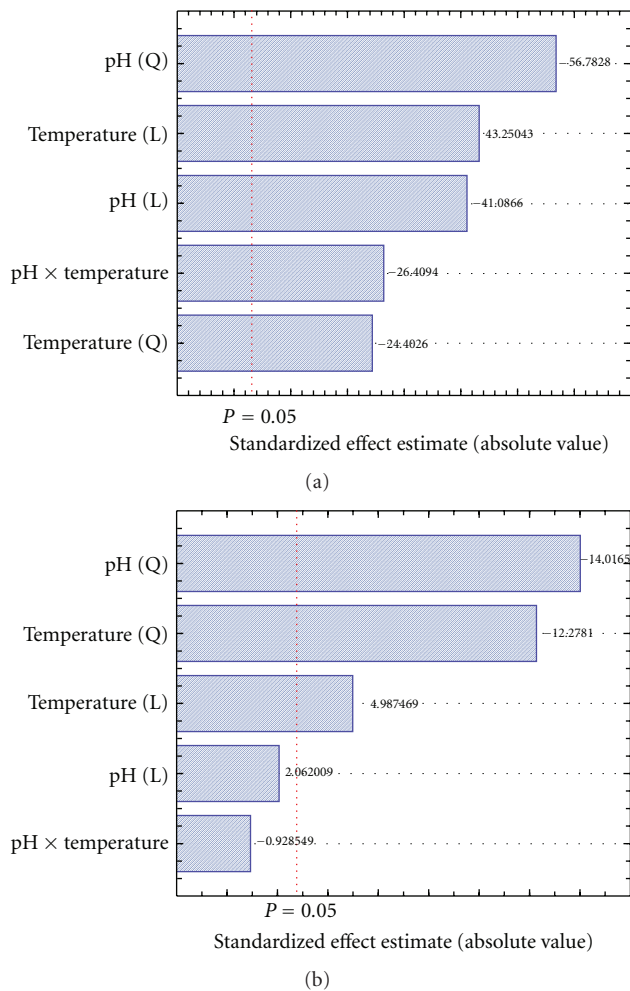 pH (Q)
−56.7828
Temperature (L)
43.25043
pH (L)
−41.0866
pH × temperature
−26.4094
Temperature (Q)
−24.4026
P = 0.05
Standardized effect estimate (absolute value)
(a)
pH (Q)
−14.0165
Temperature (Q)
−12.2781
Temperature (L)
4.987469
pH (L)
2.062009
pH × temperature
−0.928549
P = 0.05
Standardized effect estimate (absolute value)
(b)